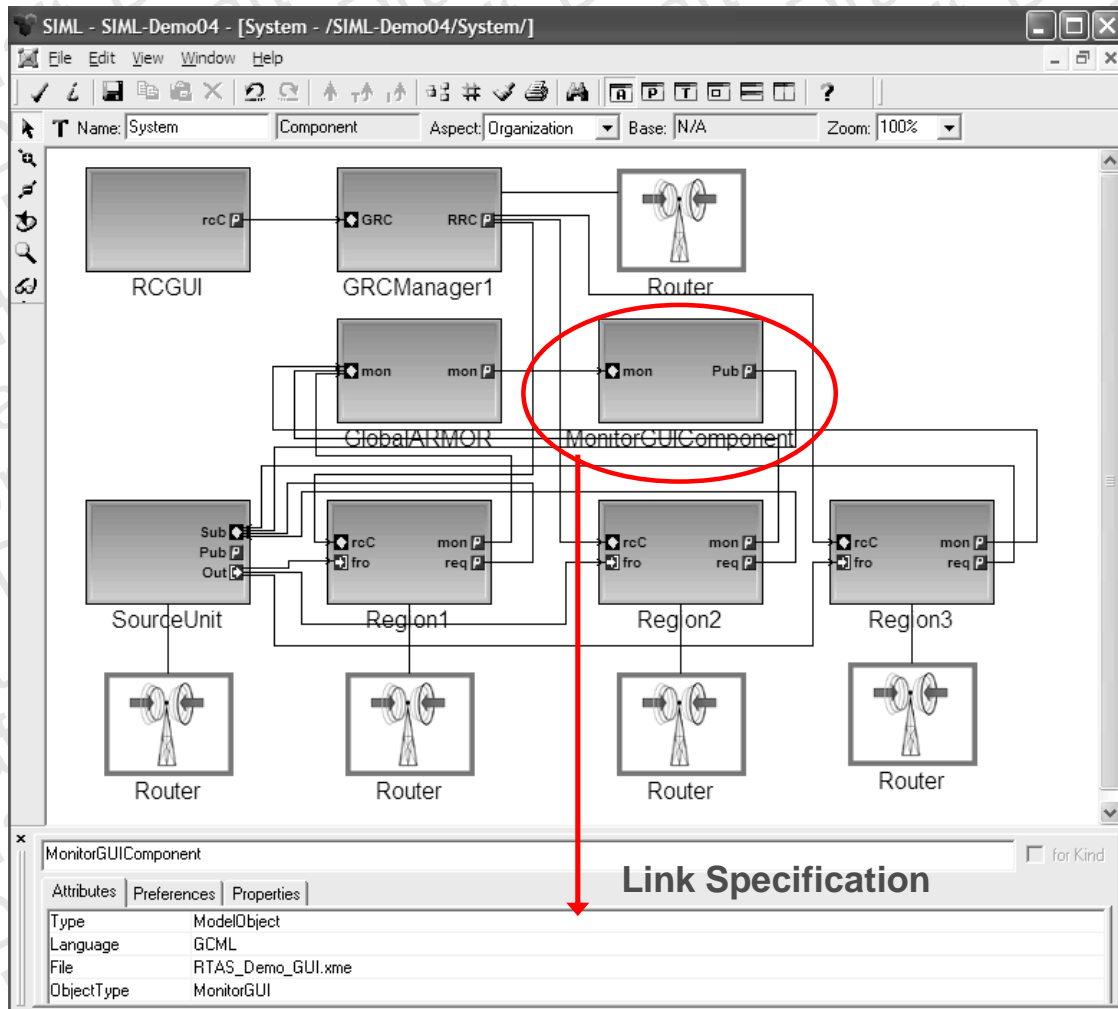 SIML - SIML-Demo04 - [System - /SIML-Demo04/System/]
File Edit View Window Help
Name: System Component Aspect: Organization Base: N/A Zoom: 100%
rcC
RCGUI
GRC RRC
GRCManager1
Router
mon mon
GlobalARMOR
mon Pub
MonitorGUIComponent
Sub
Pub
Out
SourceUnit
rcC mon
fro req
Region1
rcC mon
fro req
Region2
rcC mon
fro req
Region3
Router
Router
Router
Router
MonitorGUIComponent for Kind
Attributes Preferences Properties
Link Specification
Type ModelObject
Language GCML
File RTAS_Demo_GUI.xme
ObjectType MonitorGUI